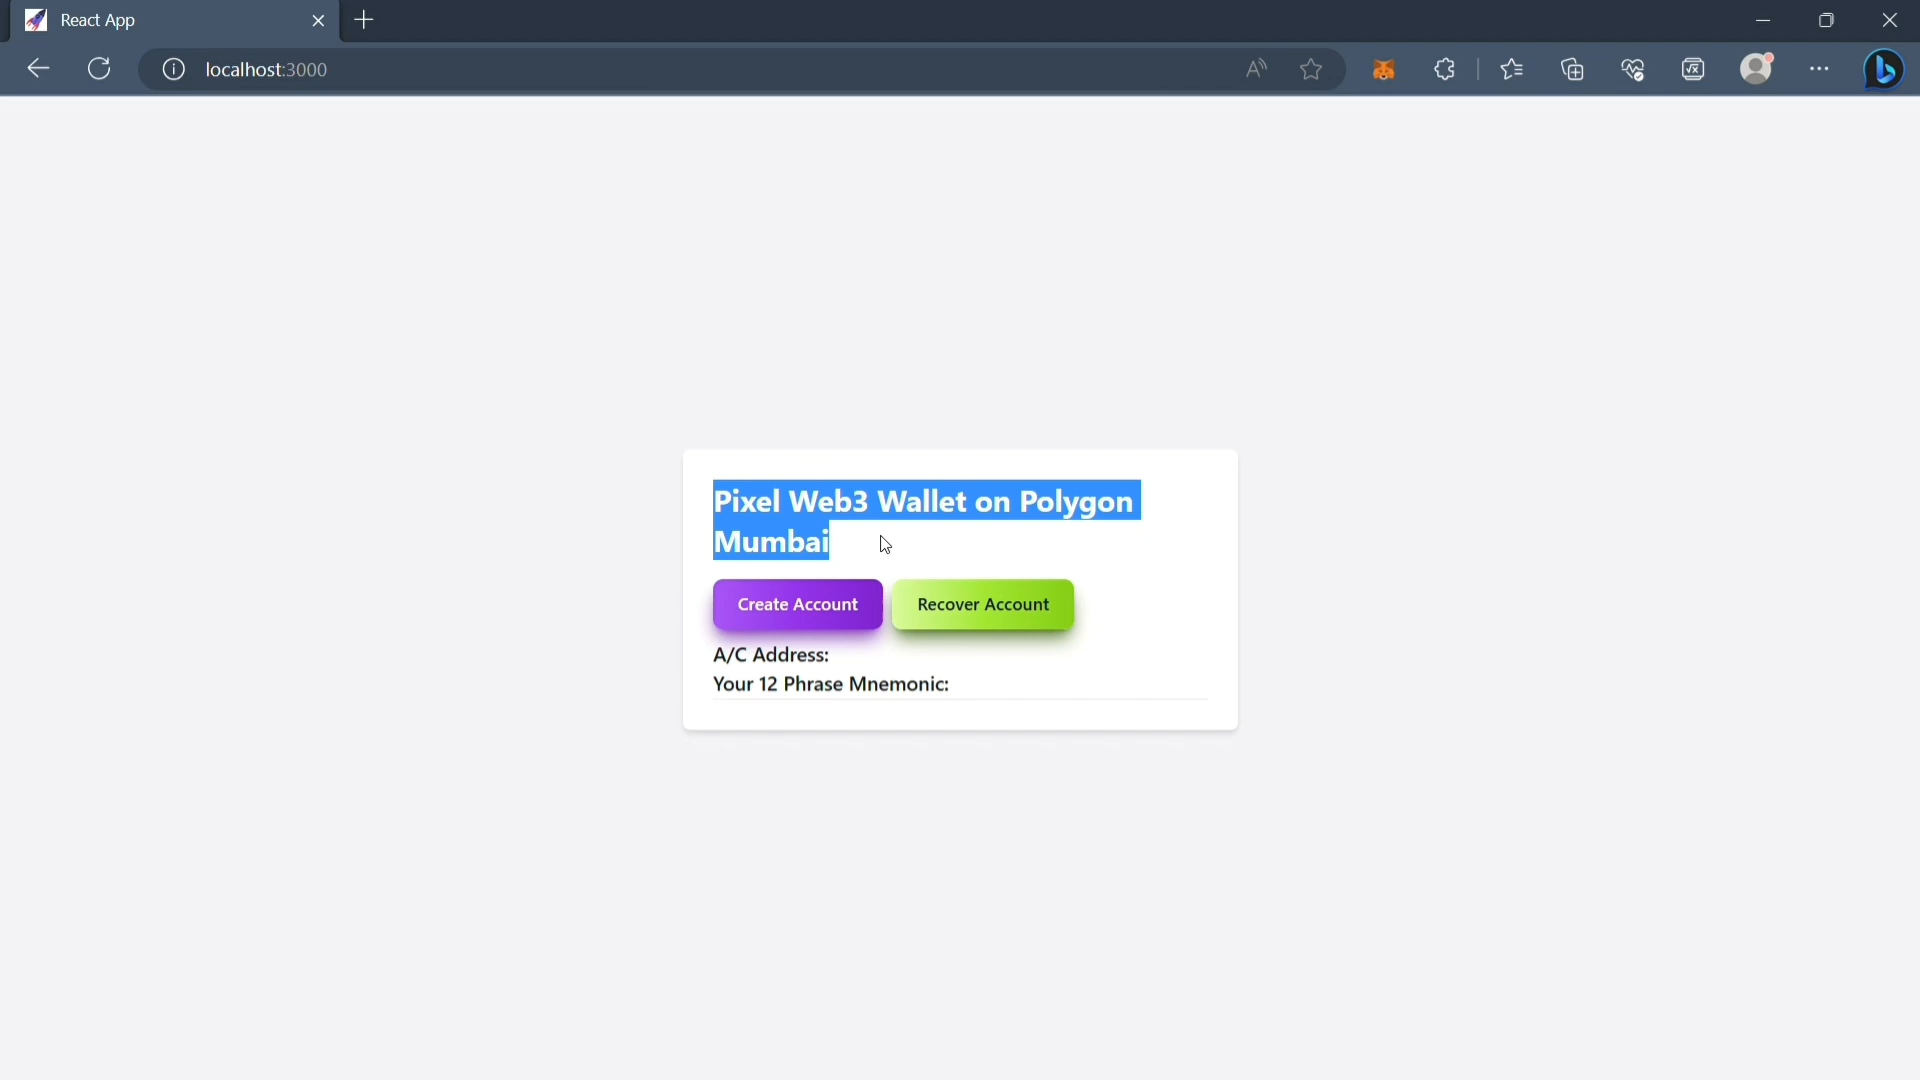 React App
localhost:3000
Pixel Web3 Wallet on Polygon
Mumbai
Create Account
Recover Account
A/C Address:
Your 12 Phrase Mnemonic: